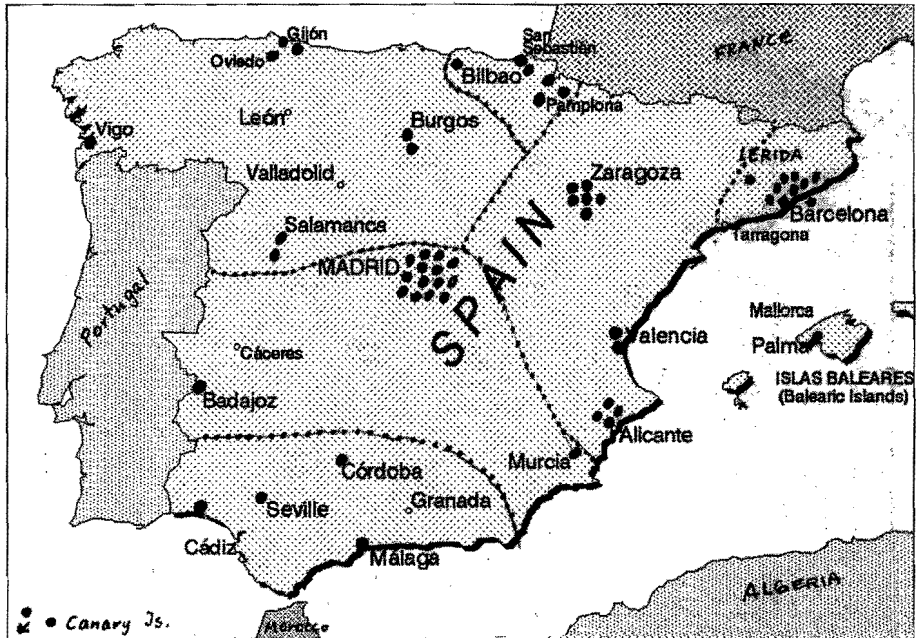 Gijón
San
Sebastián
FRANCE
Oviedo
Bilbao
Pamplona
León
Burgos
Vigo
LERIDA
Zaragoza
Valladolid
Barcelona
Salamanca
Tarragona
MADRID
SPAIN
Portugal
Mallorca
Valencia
Palma
Cáceres
ISLAS BALEARES
(Balearic Islands)
Badajoz
Alicante
Murcia
Córdoba
Seville
Granada
Cádiz
Málaga
ALGERIA
Canary Is.
Morocco